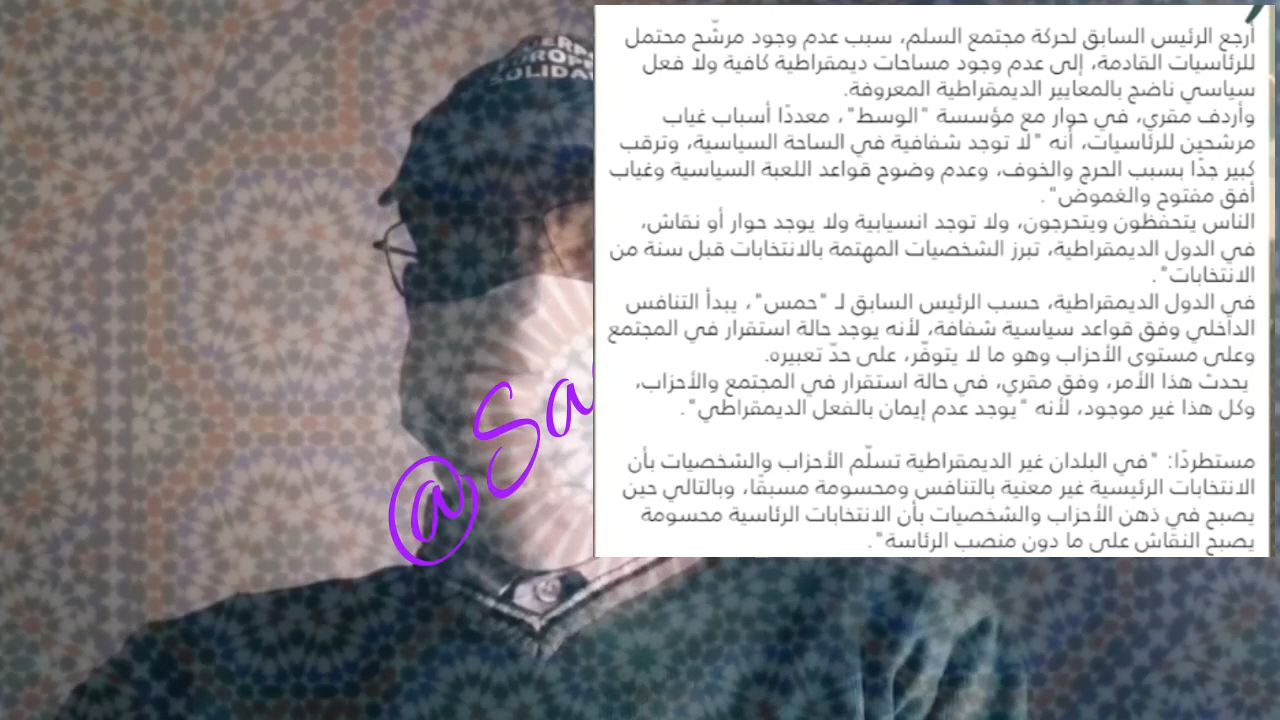 أرجع الرئيس السابق لحركة مجتمع السلم، سبب عدم وجود مرشّح محتمل
للرئاسيات القادمة، إلى عدم وجود مساحات ديمقراطية كافية ولا فعل
سياسي ناضج بالمعايير الديمقراطية المعروفة.
وأردف مقري، في حوار مع مؤسسة "الوسط"، معددًا أسباب غياب
مرشحين للرئاسيات، أنه "لا توجد شفافية في الساحة السياسية، وترقب
كبير جدًا بسبب الحرج والخوف، وعدم وضوح قواعد اللعبة السياسية وغياب
أفق مفتوح والغموض".
الناس يتحفظون ويتحرجون، ولا توجد انسيابية ولا يوجد حوار أو نقاش،
في الدول الديمقراطية، تبرز الشخصيات المهتمة بالانتخابات قبل سنة من
الانتخابات".
في الدول الديمقراطية، حسب الرئيس السابق لـ "حمس"، يبدأ التنافس
الداخلي وفق قواعد سياسية شفافة، لأنه يوجد حالة استقرار في المجتمع
وعلى مستوى الأحزاب وهو ما لا يتوفّر، على حدّ تعبيره.
يحدث هذا الأمر، وفق مقري، في حالة استقرار في المجتمع والأحزاب،
وكل هذا غير موجود، لأنه "يوجد عدم إيمان بالفعل الديمقراطي".
مستطردًا: "في البلدان غير الديمقراطية تسلّم الأحزاب والشخصيات بأن
الانتخابات الرئيسية غير معنية بالتنافس ومحسومة مسبقًا، وبالتالي حين
يصبح في ذهن الأحزاب والشخصيات بأن الانتخابات الرئاسية محسومة
يصبح النقاش على ما دون منصب الرئاسة".
@Sa